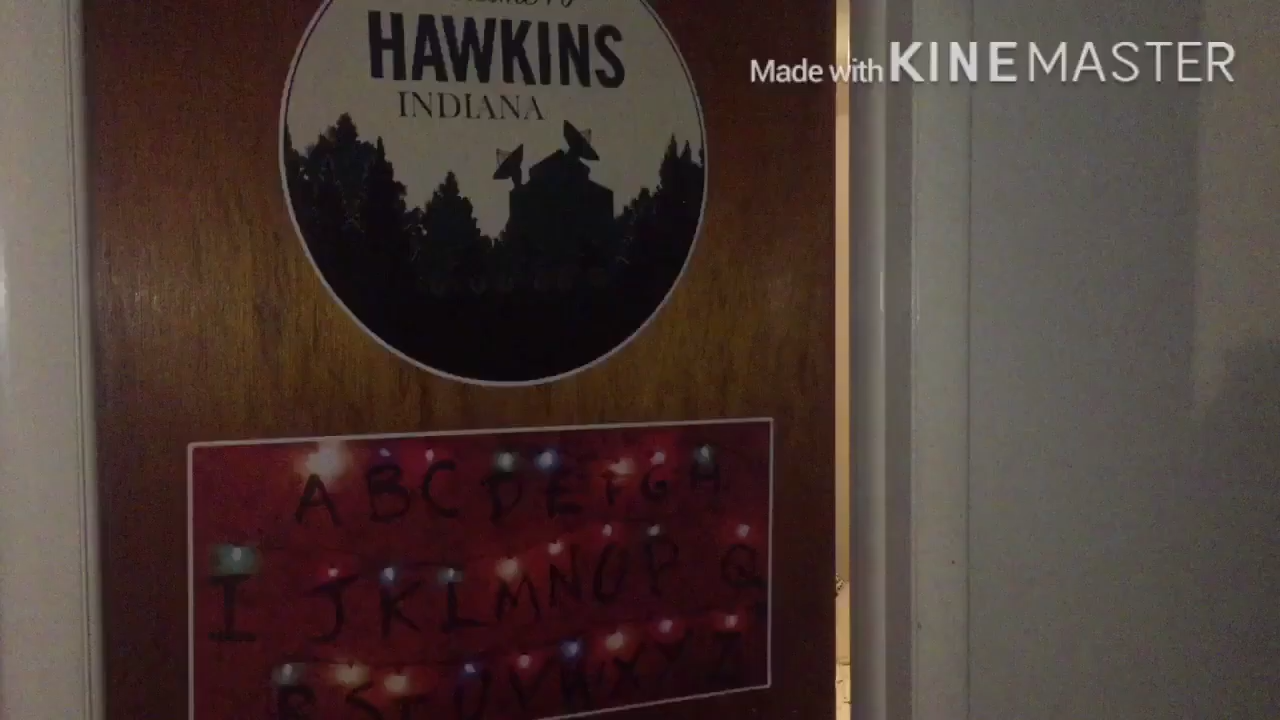 HAWKINS
INDIANA
Made with KINEMASTER
A B C D E F G H
I J K L M N O P Q
R S T U V W X Y Z